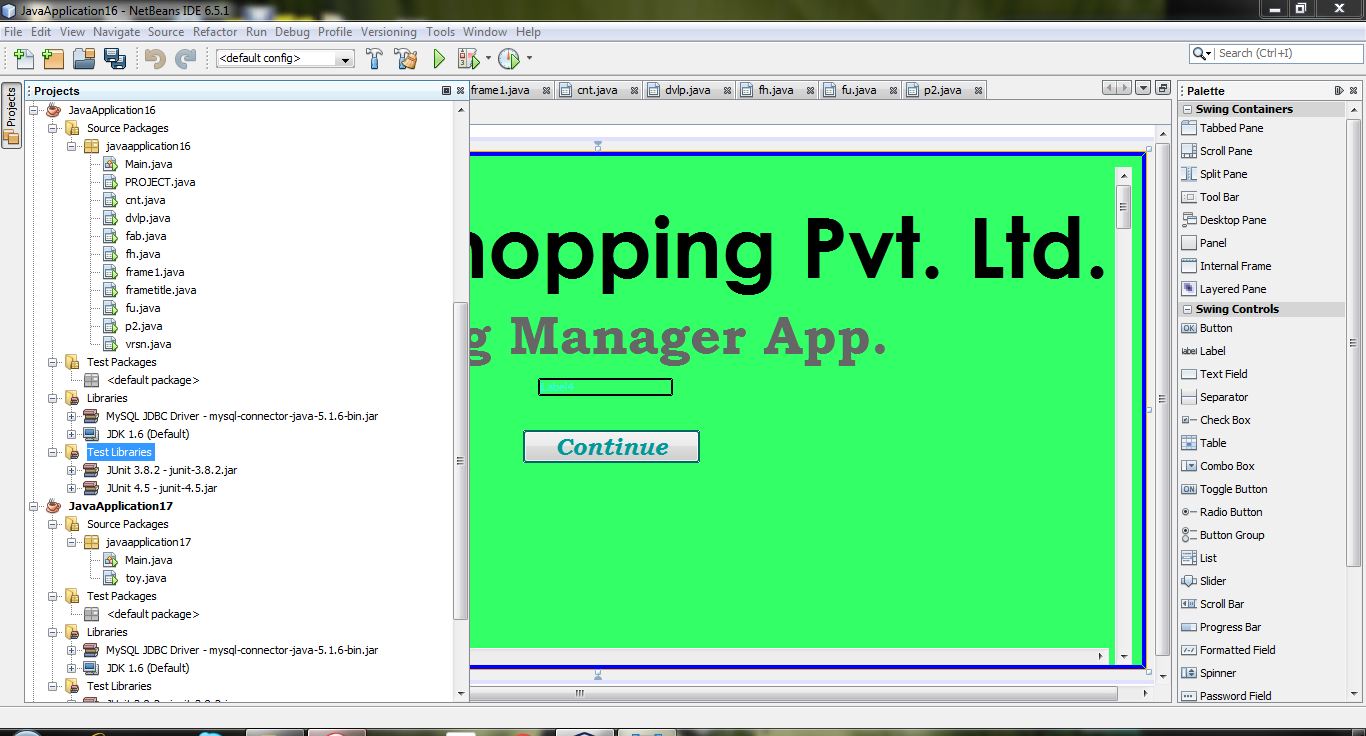 JavaApplication16 - NetBeans IDE 6.5.1
File Edit View Navigate Source Refactor Run Debug Profile Versioning Tools Window Help
<default config>
Search (Ctrl+I)
Projects
Projects
JavaApplication16
Source Packages
javaapplication16
Main.java
PROJECT.java
cnt.java
dvlp.java
fab.java
fh.java
frame1.java
frametitle.java
fu.java
p2.java
vrsn.java
Test Packages
<default package>
Libraries
MySQL JDBC Driver - mysql-connector-java-5.1.6-bin.jar
JDK 1.6 (Default)
Test Libraries
JUnit 3.8.2 - junit-3.8.2.jar
JUnit 4.5 - junit-4.5.jar
JavaApplication17
Source Packages
javaapplication17
Main.java
toy.java
Test Packages
<default package>
Libraries
MySQL JDBC Driver - mysql-connector-java-5.1.6-bin.jar
JDK 1.6 (Default)
Test Libraries
frame1.java cnt.java dvlp.java fh.java fu.java p2.java
hopping Pvt. Ltd.
g Manager App.
Continue
Palette
Swing Containers
Tabbed Pane
Scroll Pane
Split Pane
Tool Bar
Desktop Pane
Panel
Internal Frame
Layered Pane
Swing Controls
Button
Label
Text Field
Separator
Check Box
Table
Combo Box
Toggle Button
Radio Button
Button Group
List
Slider
Scroll Bar
Progress Bar
Formatted Field
Spinner
Password Field